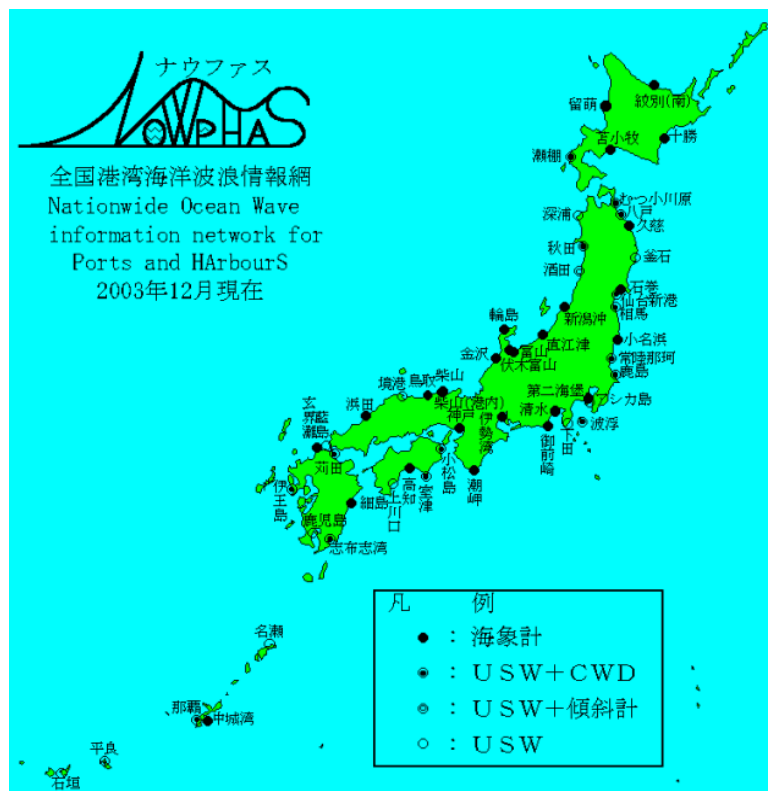 ナウファス
NOWPHAS
全国港湾海洋波浪情報網
Nationwide Ocean Wave
information network for
Ports and HArbourS
2003年12月現在
紋別(南)
留萌
十勝
苫小牧
瀬棚
むつ小川原
八戸
深浦
久慈
秋田
釜石
酒田
石巻
仙台新港
相馬
新潟沖
輪島
直江津
小名浜
富山
金沢
伏木富山
常陸那珂
鹿島
柴山
鳥取
境港
第二海堡
アシカ島
柴山(港内)
清水
浜田
神戸
伊勢湾
波浮
下田
御前崎
玄界灘
藍島
苅田
小松島
潮岬
高知
室津
上川口
伊王島
細島
鹿児島
志布志湾
名瀬
那覇
中城湾
平良
石垣
凡 例
● : 海象計
◉ : USW+CWD
◎ : USW+傾斜計
○ : USW